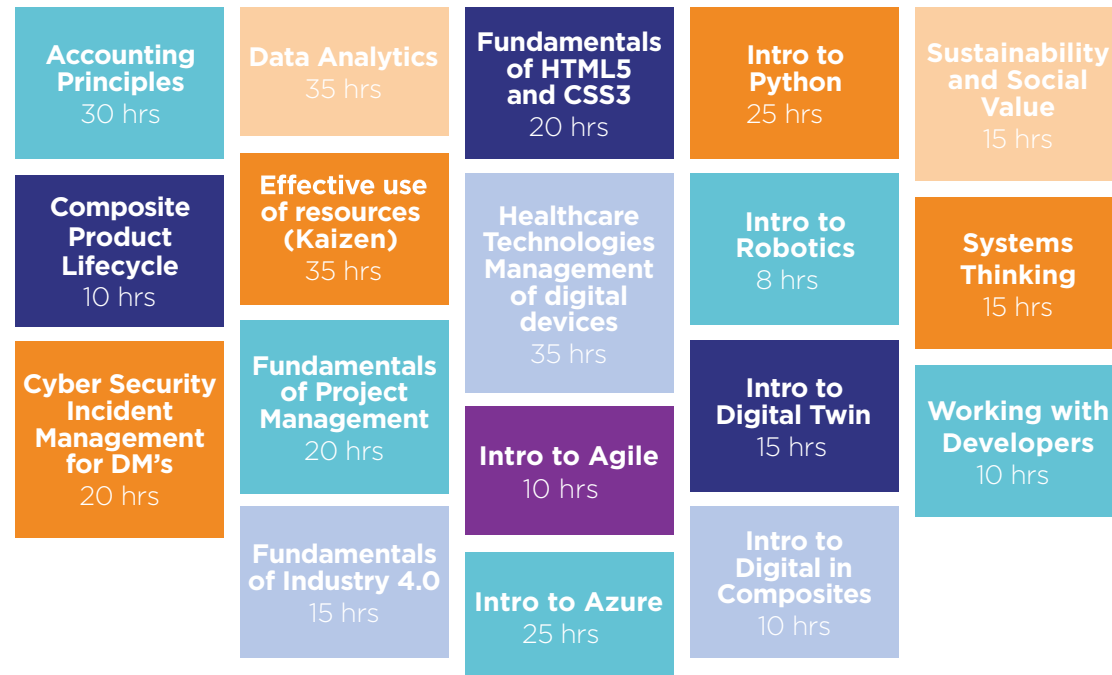 Accounting
Principles
30 hrs
Composite
Product
Lifecycle
10 hrs
Cyber Security
Incident
Management
for DM’s
20 hrs
Data Analytics
35 hrs
Effective use
of resources
(Kaizen)
35 hrs
Fundamentals
of Project
Management
20 hrs
Fundamentals
of Industry 4.0
15 hrs
Fundamentals
of HTML5
and CSS3
20 hrs
Healthcare
Technologies
Management
of digital
devices
35 hrs
Intro to Agile
10 hrs
Intro to Azure
25 hrs
Intro to
Python
25 hrs
Intro to
Robotics
8 hrs
Intro to
Digital Twin
15 hrs
Intro to
Digital in
Composites
10 hrs
Sustainability
and Social
Value
15 hrs
Systems
Thinking
15 hrs
Working with
Developers
10 hrs